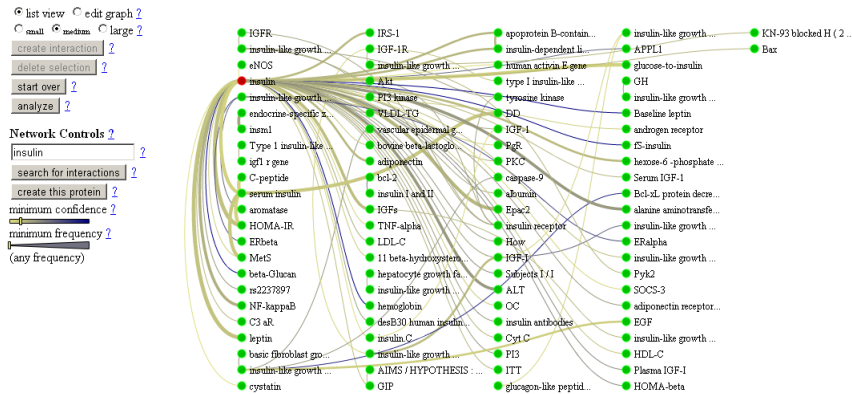 list view edit graph ?
small medium large ?
create interaction ?
delete selection ?
start over ?
analyze ?
Network Controls ?
insulin ?
search for interactions ?
create this protein ?
minimum confidence ?
minimum frequency ?
(any frequency)
IGFR
insulin-like growth ...
eNOS
insulin
insulin-like growth ...
endocrine-specific z...
insm1
Type 1 insulin-like ...
igf1 r gene
C-peptide
serum insulin
aromatase
HOMA-IR
ERbeta
MetS
beta-Glucan
rs2237897
NF-kappaB
C3 aR
leptin
basic fibroblast gro...
insulin-like growth ...
cystatin
IRS-1
IGF-1R
insulin-like growth ...
Akt
PI3 kinase
VLDL-TG
vascular epidermal g...
bovine beta-lactoglo...
adiponectin
bcl-2
insulin I and II
IGFs
TNF-alpha
LDL-C
11 beta-hydroxystero...
hepatocyte growth fa...
insulin-like growth ...
hemoglobin
desB30 human insulin...
insulin.C
insulin-like growth ...
AIMS / HYPOTHESIS : ...
GIP
apoprotein B-contain...
insulin-dependent li...
human activin E gene
type I insulin-like ...
tyrosine kinase
DD
IGF-1
PgR
PKC
caspase-9
albumin
Epac2
insulin receptor
How
IGF-I
Subjects I / I
ALT
OC
insulin antibodies
Cyt C
PI3
ITT
glucagon-like peptid...
insulin-like growth ...
APPL1
glucose-to-insulin
GH
insulin-like growth ...
Baseline leptin
androgen receptor
fS-insulin
hexose-6 -phosphate ...
Serum IGF-1
Bcl-xL protein decre...
alanine aminotransfe...
insulin-like growth ...
ERalpha
insulin-like growth ...
Pyk2
SOCS-3
adiponectin receptor...
EGF
insulin-like growth ...
HDL-C
Plasma IGF-I
HOMA-beta
KN-93 blocked H ( 2 ...
Bax